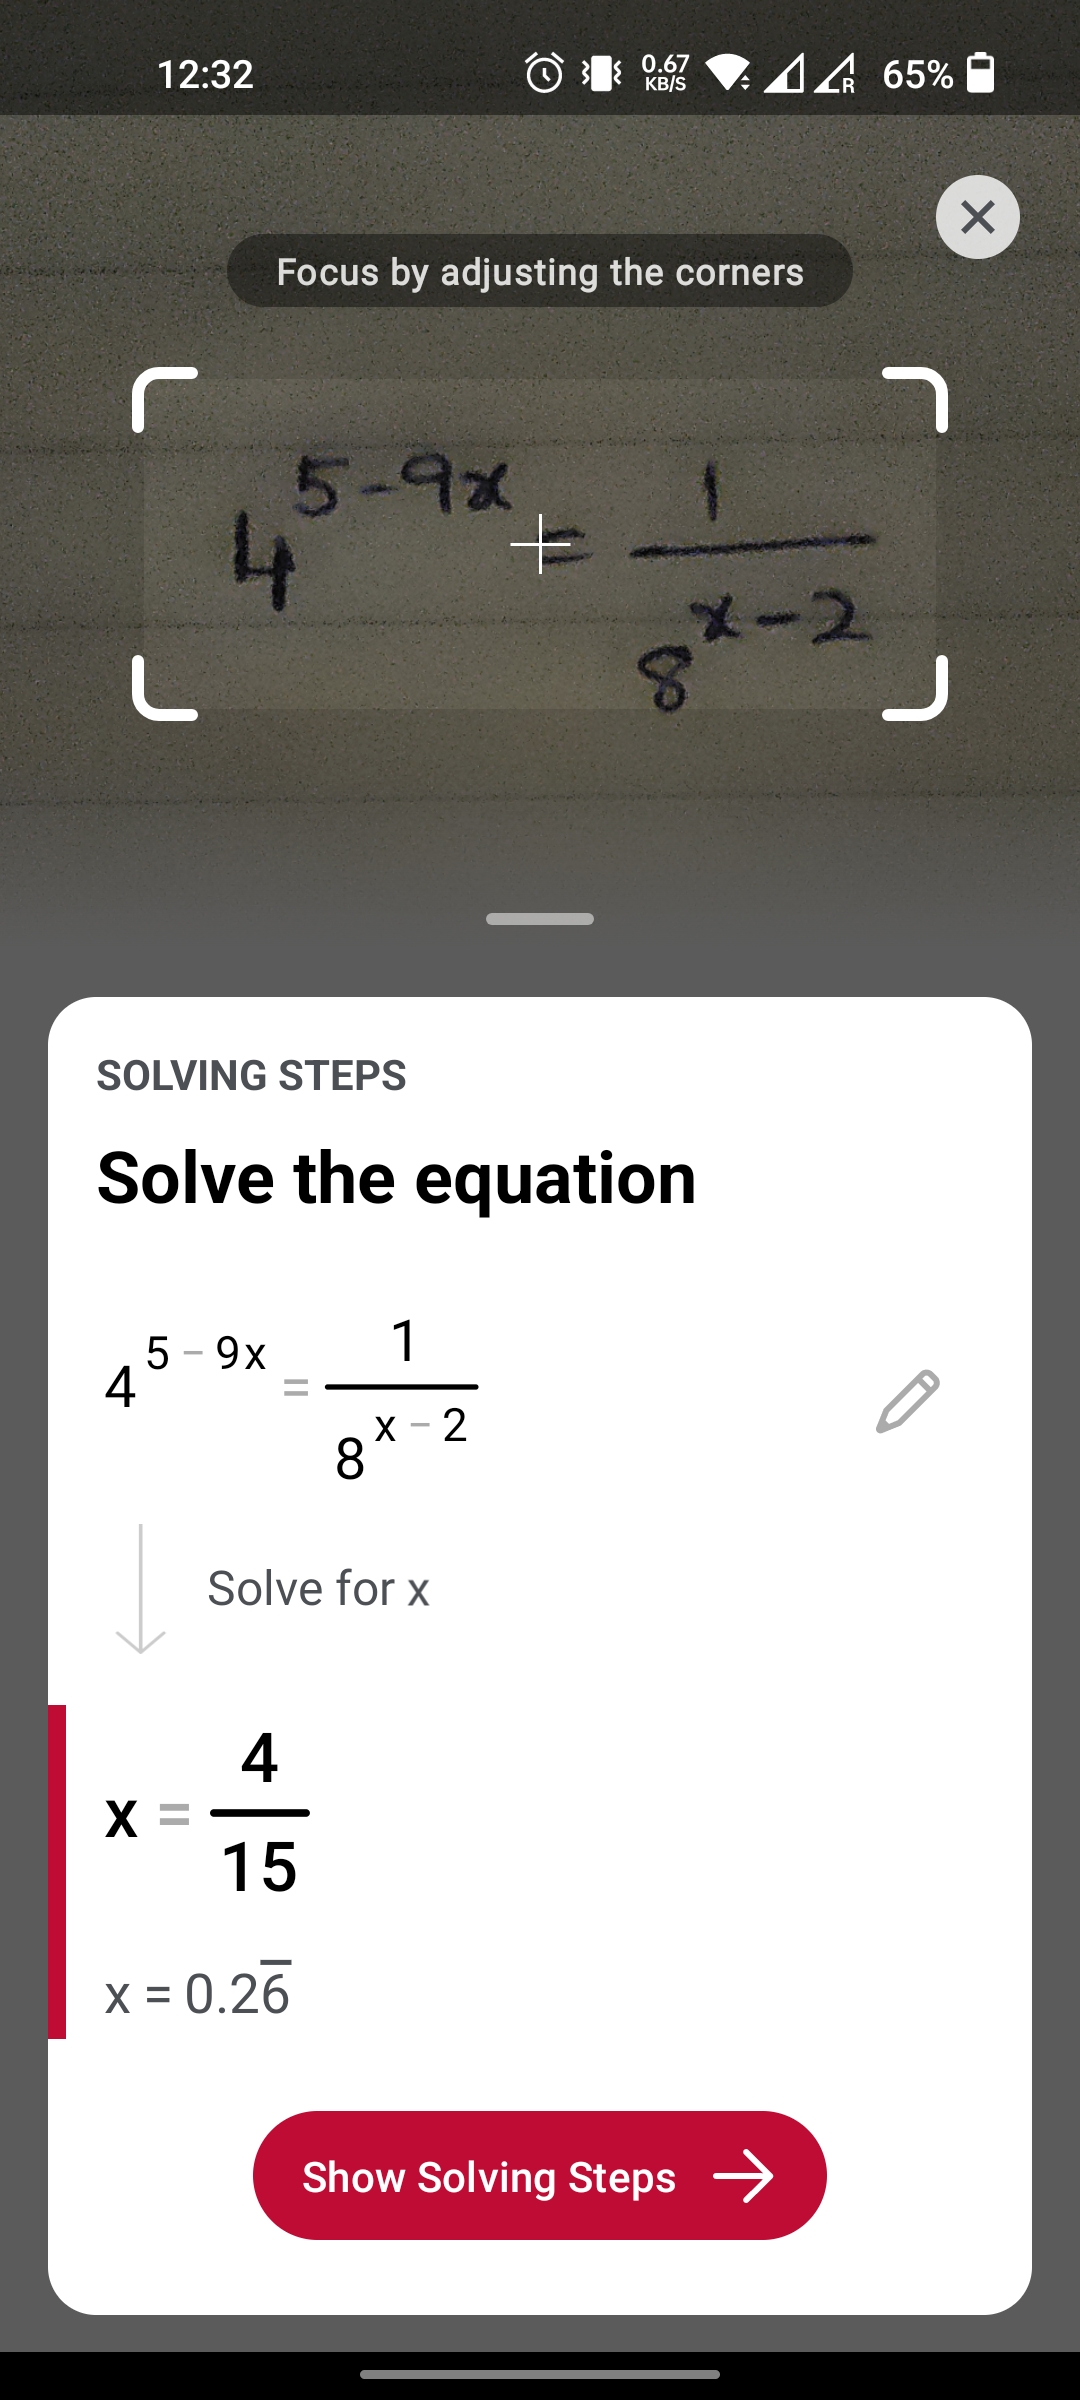 12:32 0.67 KB/S R 65%
Focus by adjusting the corners
4^{5-9x} = \frac{1}{8^{x-2}}
SOLVING STEPS
Solve the equation
4^{5 - 9x} = \frac{1}{8^{x - 2}}
Solve for x
x = \frac{4}{15}
x = 0.2\overline{6}
Show Solving Steps →